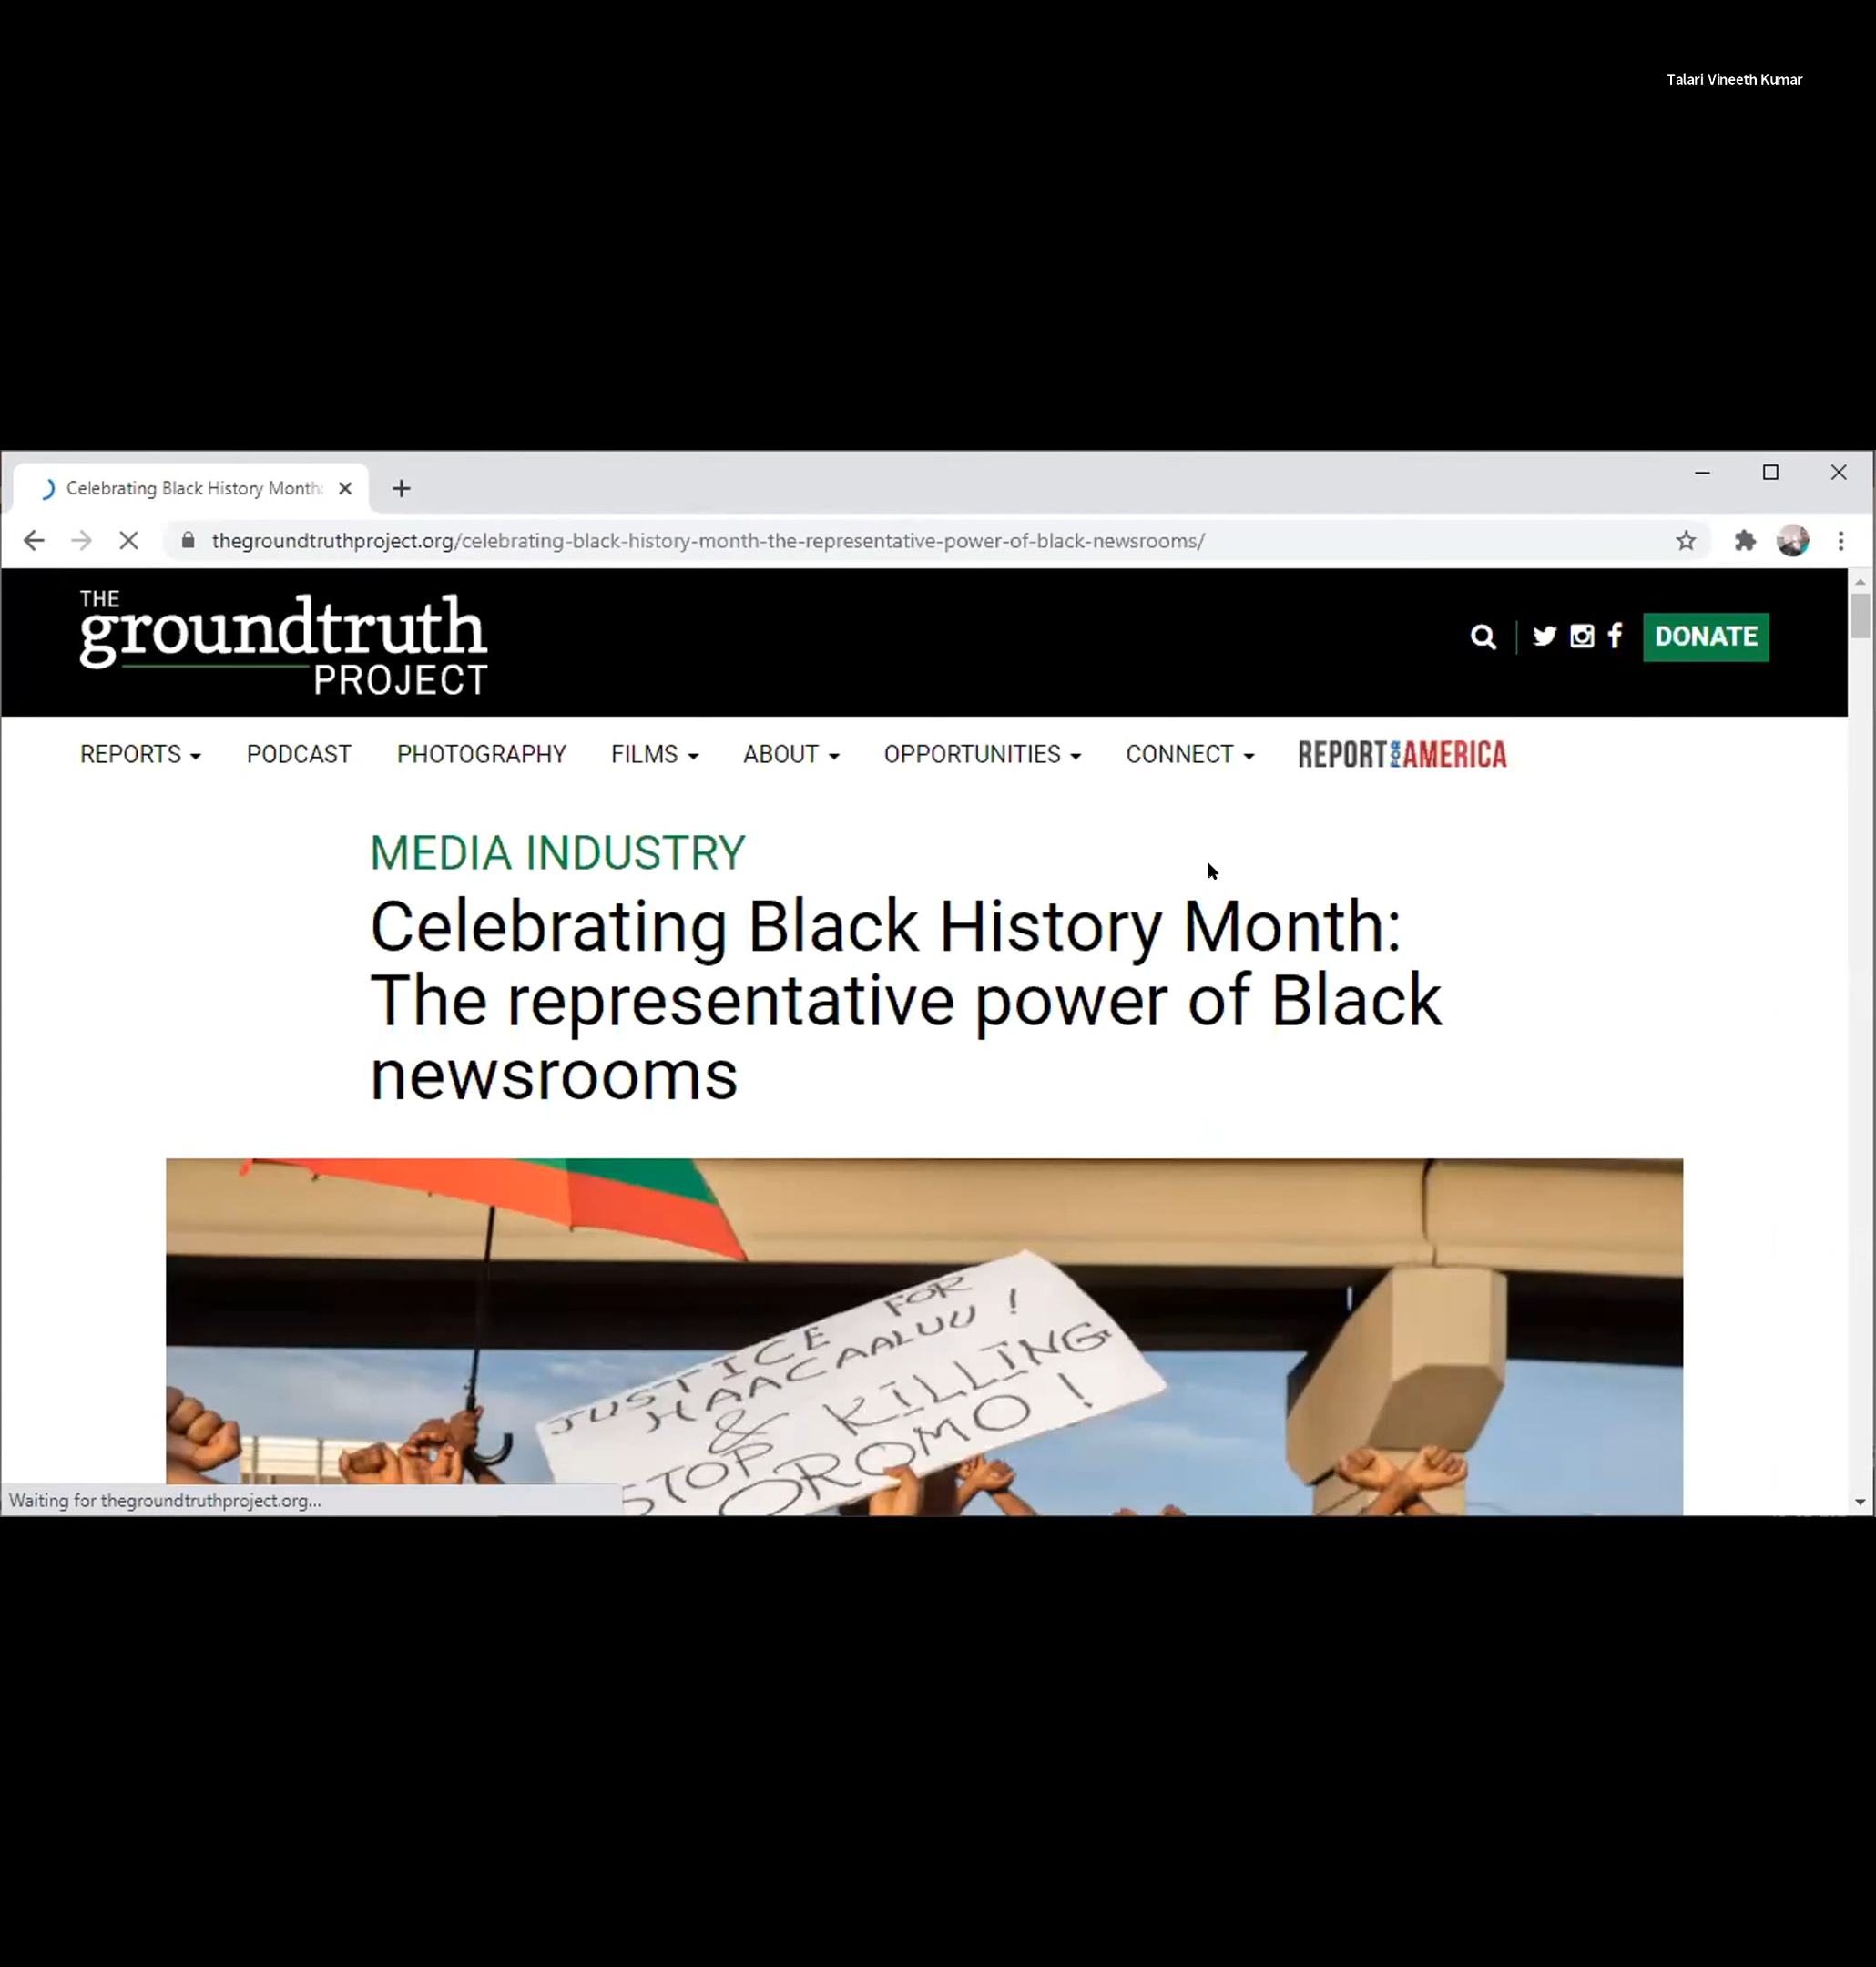 Talari Vineeth Kumar
Celebrating Black History Month:
thegroundtruthproject.org/celebrating-black-history-month-the-representative-power-of-black-newsrooms/
THE
groundtruth
PROJECT
DONATE
REPORTS PODCAST PHOTOGRAPHY FILMS ABOUT OPPORTUNITIES CONNECT REPORT FOR AMERICA
MEDIA INDUSTRY
Celebrating Black History Month:
The representative power of Black
newsrooms
JUSTICE FOR
HAACAALUU !
& KILLING
STOP OROMO !
Waiting for thegroundtruthproject.org...